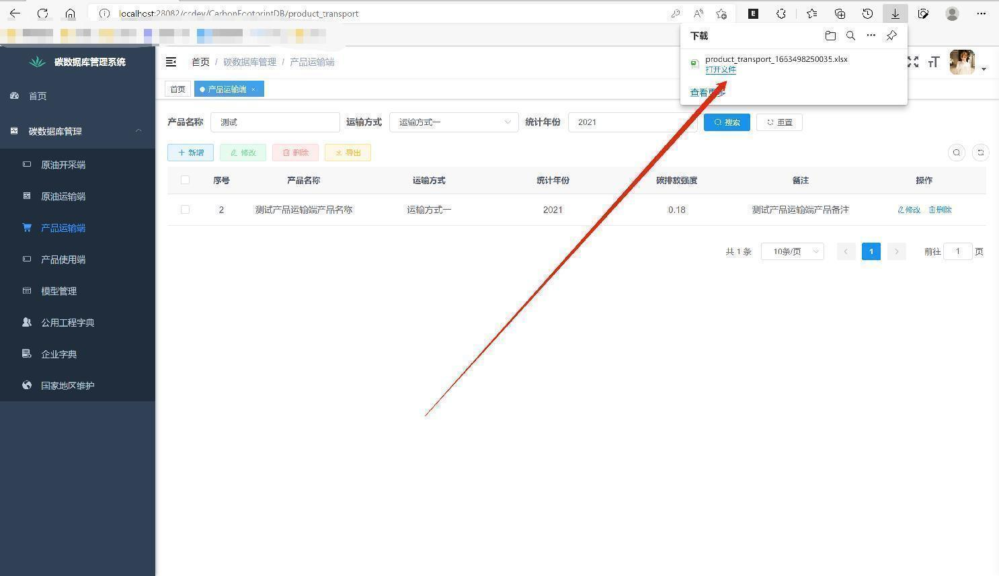 localhost:28082/ccdev/CarbonFootprintDB/product_transport
下载
product_transport_1663498250035.xlsx
打开文件
查看更多
碳数据库管理系统
首页
碳数据库管理
原油开采端
原油运输端
产品运输端
产品使用端
模型管理
公用工程字典
企业字典
国家地区维护
首页 / 碳数据库管理 / 产品运输端
首页 产品运输端 ×
产品名称 测试 运输方式 运输方式一 统计年份 2021 搜索 重置
新增 修改 删除 导出
序号 产品名称 运输方式 统计年份 碳排放强度 备注 操作
2 测试产品运输端产品名称 运输方式一 2021 0.18 测试产品运输端产品备注 修改 删除
共 1 条 10条/页 1 前往 1 页